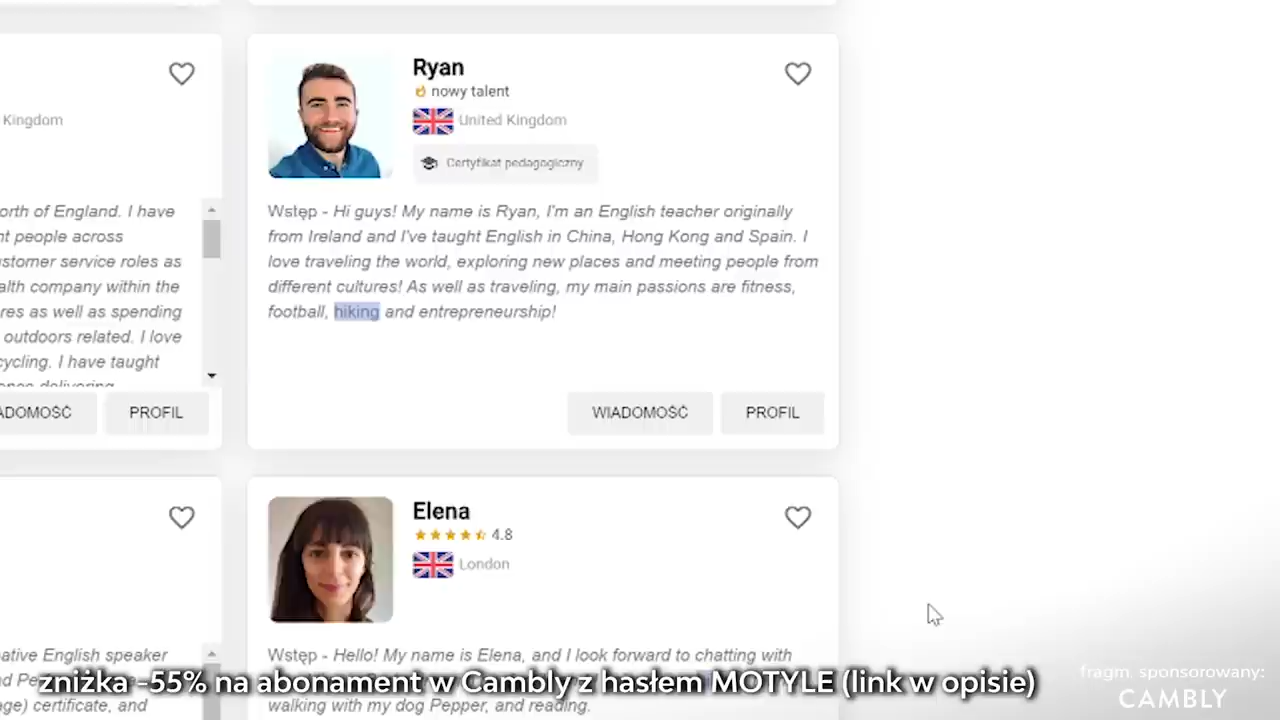 Kingdom
orth of England. I have
nt people across
ustomer service roles as
alth company within the
res as well as spending
outdoors related. I love
cycling. I have taught
ADOMOŚĆ
PROFIL
Ryan
nowy talent
United Kingdom
Certyfikat pedagogiczny
Wstęp - Hi guys! My name is Ryan, I'm an English teacher originally
from Ireland and I've taught English in China, Hong Kong and Spain. I
love traveling the world, exploring new places and meeting people from
different cultures! As well as traveling, my main passions are fitness,
football, hiking and entrepreneurship!
WIADOMOŚĆ
PROFIL
ative English speaker
age) certificate, and
Elena
4.8
London
Wstęp - Hello! My name is Elena, and I look forward to chatting with
walking with my dog Pepper, and reading.
zniżka -55% na abonament w Cambly z hasłem MOTYLE (link w opisie)
fragm. sponsorowany:
CAMBLY